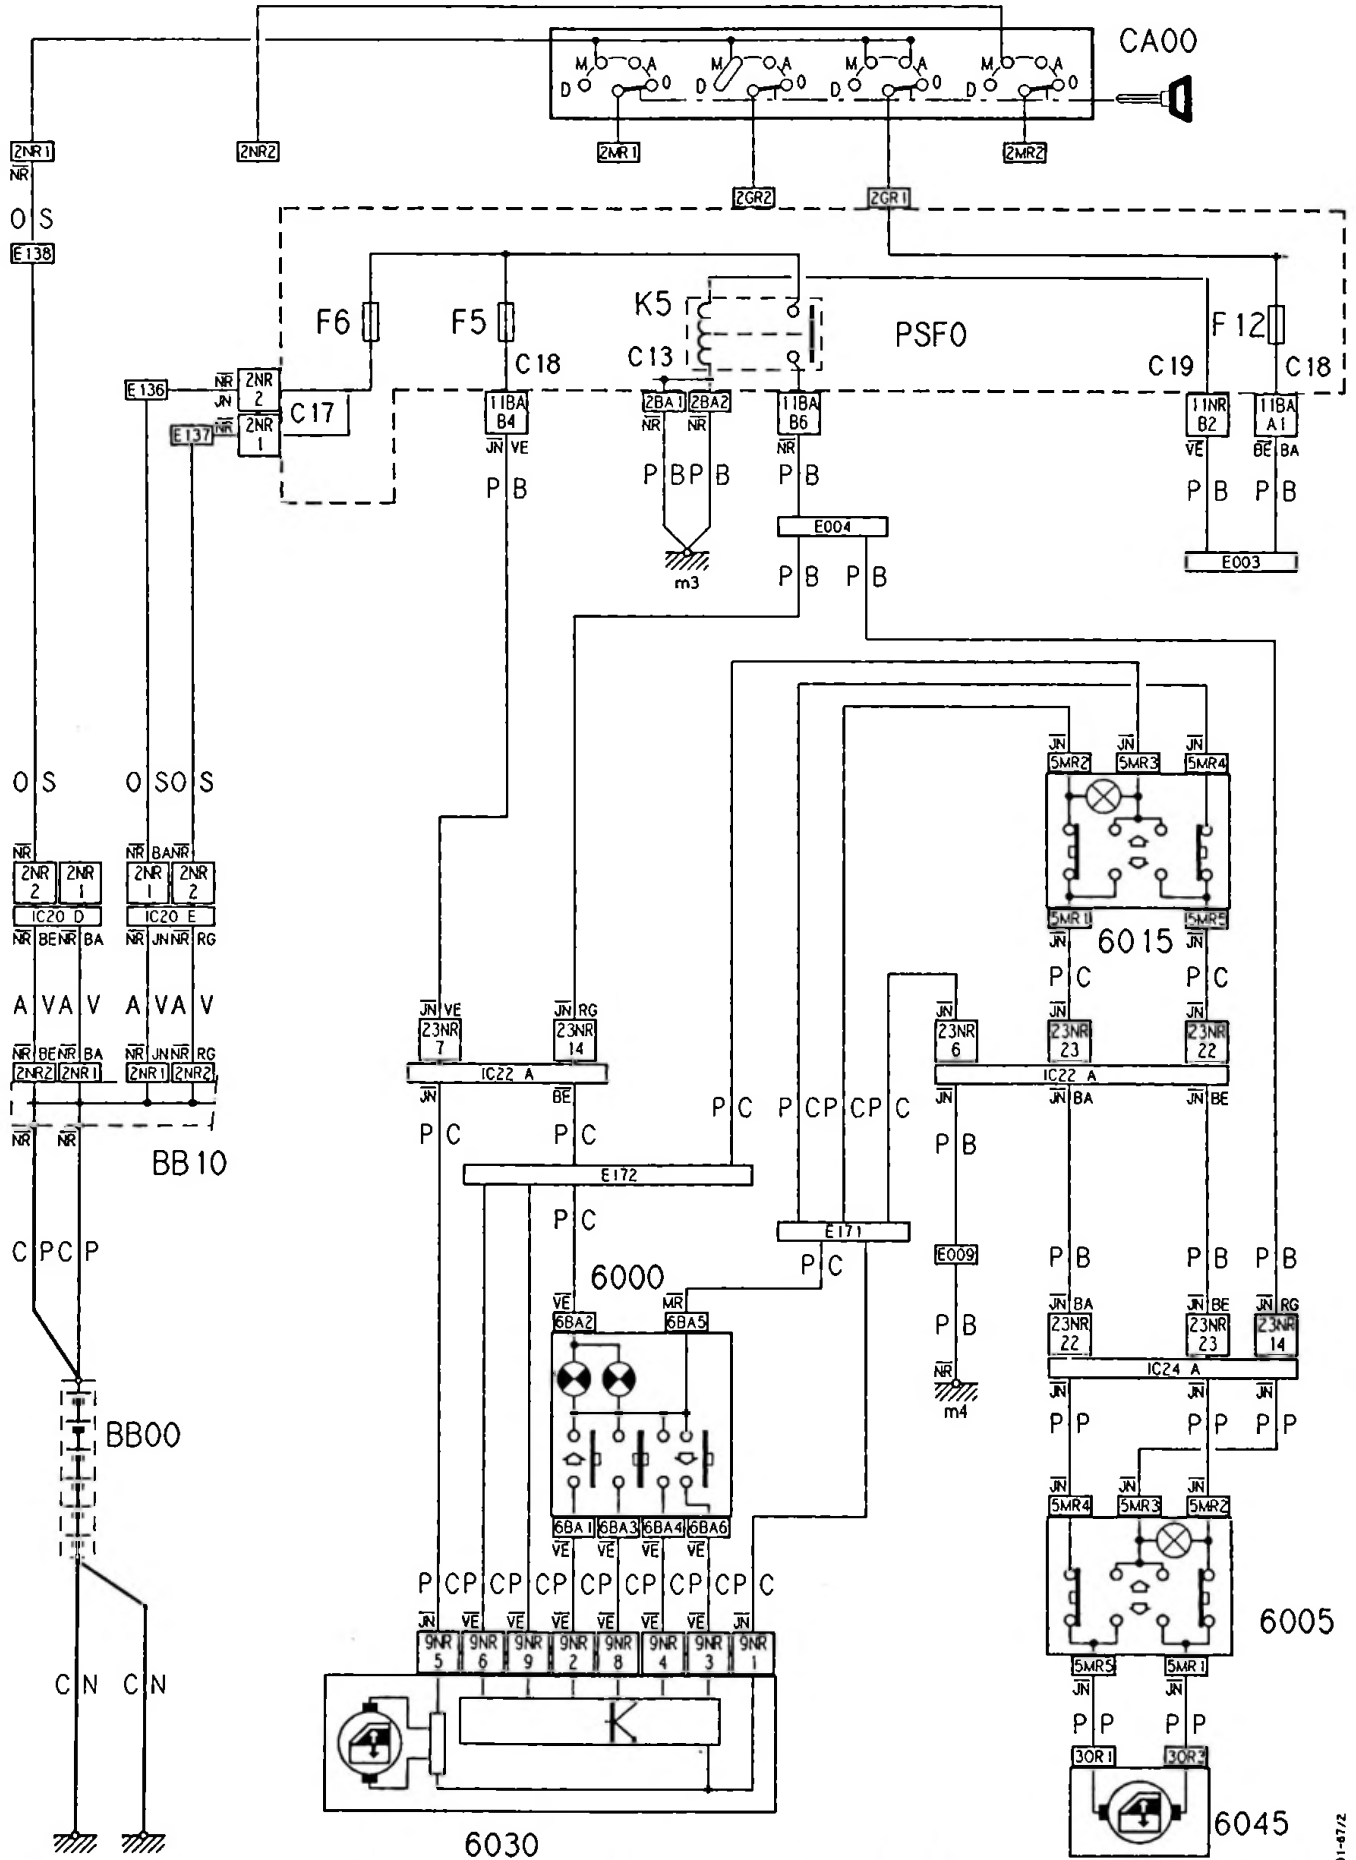 CA00
M A M A M A M A
D O D O D O D O
2NR1 2NR2 2MR1 2MR2
NR
2GR2 2GR1
O S
E138
K5
F6 F5 PSF0 F12
C13
C18 C19 C18
E136 NR 2NR 2
JN
C17
E137 NR 2NR 1
11BA B4 2BA1 2BA2 11BA B6 11NR B2 11BA A1
JN VE NR NR NR VE BE BA
P B P B P B P B P B P B
E004
E003
m3
P B P B
JN JN JN
5MR2 5MR3 5MR4
O S O S O S
NR NR BA NR
2NR 2 2NR 1 2NR 1 2NR 2
IC20 D IC20 E
NR BE NR BA NR JN NR RG
5MR1 5MR5
6015
JN JN
P C P C
A V A V A V A V
JN VE JN RG JN JN JN
23NR 7 23NR 14 23NR 6 23NR 23 23NR 22
NR BE NR BA NR JN NR RG
2NR2 2NR1 2NR1 2NR2
IC22 A IC22 A
JN BE JN JN BA JN BE
NR NR
BB10
P C P C P C P C P C P C P B
E172
P C
E171
C P C P
P C
E009
P B P B P B
6000
VE MR
6BA2 6BA5
P B
JN BA JN BE JN RG
23NR 22 23NR 23 23NR 14
IC24 A
NR
m4
JN JN JN
P P P P P P
BB00
JN JN JN
5MR4 5MR3 5MR2
6BA1 6BA3 6BA4 6BA6
VE VE VE VE
P C P C P C P C P C P C P C P C
JN VE VE VE VE VE VE JN
9NR 5 9NR 6 9NR 9 9NR 2 9NR 8 9NR 4 9NR 3 9NR 1
6005
5MR5 5MR1
JN JN
C N C N
P P P P
30R1 30R3
6045
6030